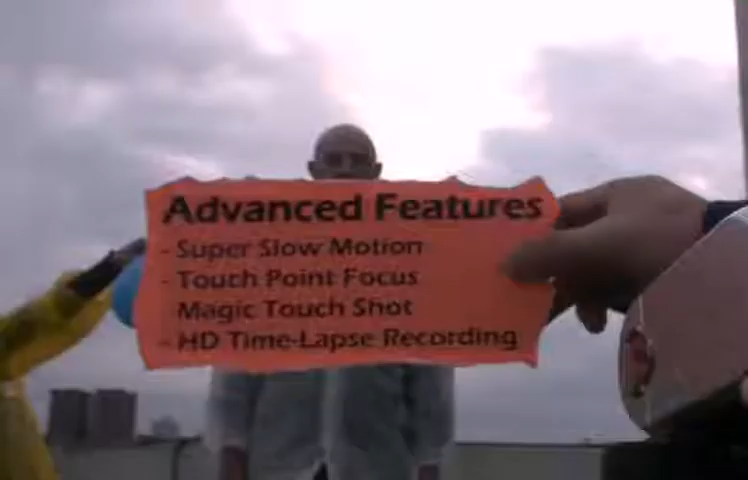 Advanced Features
- Super Slow Motion
- Touch Point Focus
Magic Touch Shot
- HD Time-Lapse Recording